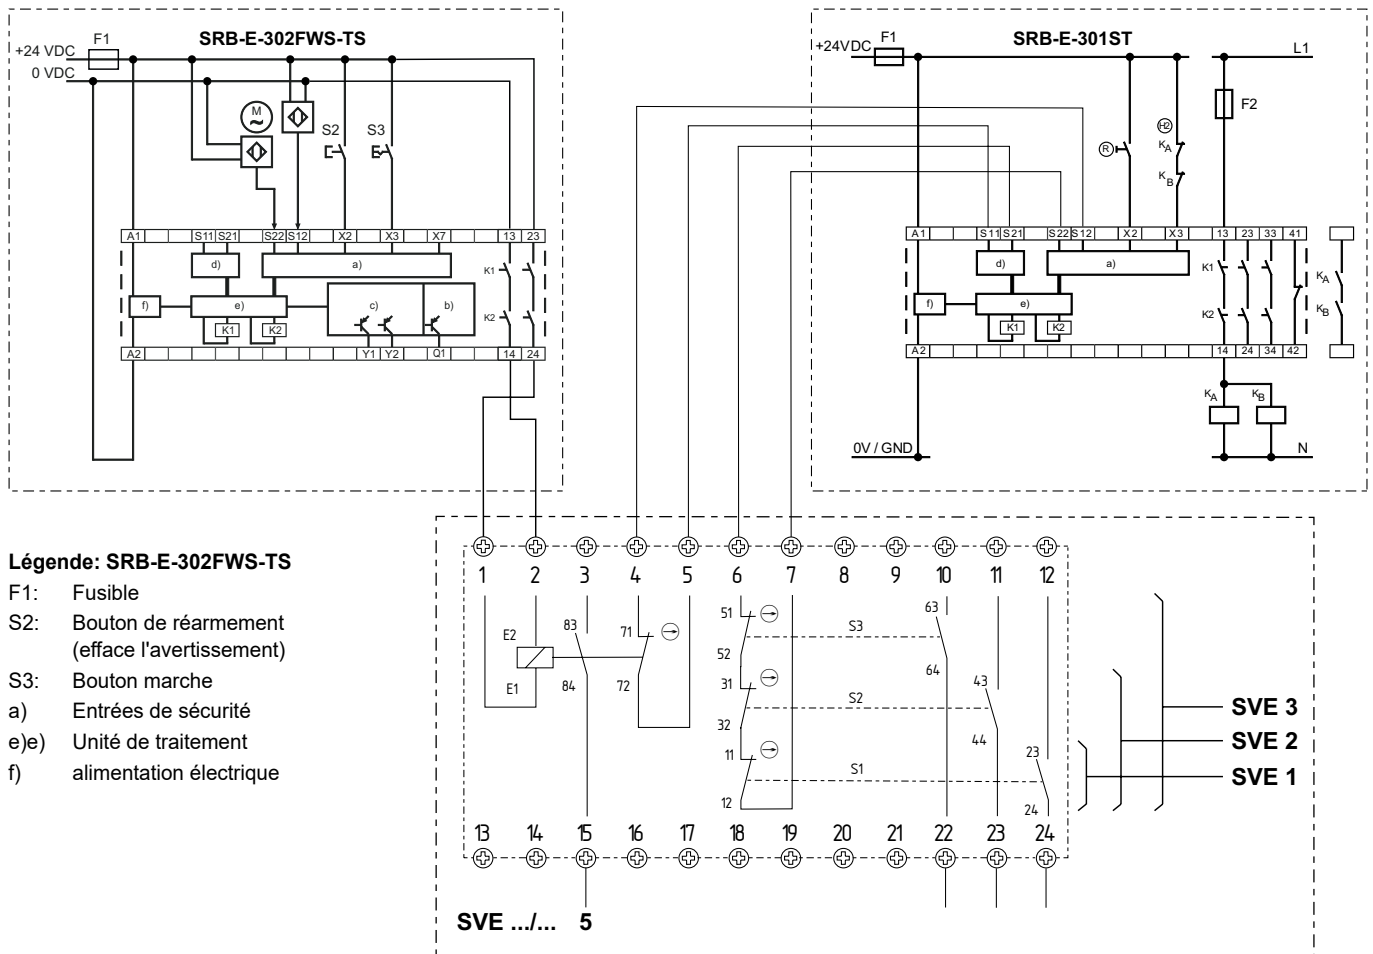 SRB-E-302FWS-TS
F1
+24 VDC
0 VDC
M
~
S2
S3
A1 S11 S21 S22 S12 X2 X3 X7 13 23
d)
a)
K1
f)
e)
c)
b)
K2
K1 K2
A2 Y1 Y2 Q1 14 24
SRB-E-301ST
F1
+24VDC
L1
F2
H2
R
KA
KB
A1 S11 S21 S22 S12 X2 X3 13 23 33 41
d)
a)
K1
KA
f)
e)
K2
KB
K1 K2
A2 14 24 34 42
KA KB
0V / GND
N
Légende: SRB-E-302FWS-TS
F1: Fusible
S2: Bouton de réarmement
(efface l'avertissement)
S3: Bouton marche
a) Entrées de sécurité
e)e) Unité de traitement
f) alimentation électrique
1 2 3 4 5 6 7 8 9 10 11 12
E2
E1
83
84
71
72
51
52
S3
63
64
31
32
S2
43
44
11
12
S1
23
24
SVE 3
SVE 2
SVE 1
13 14 15 16 17 18 19 20 21 22 23 24
SVE .../... 5